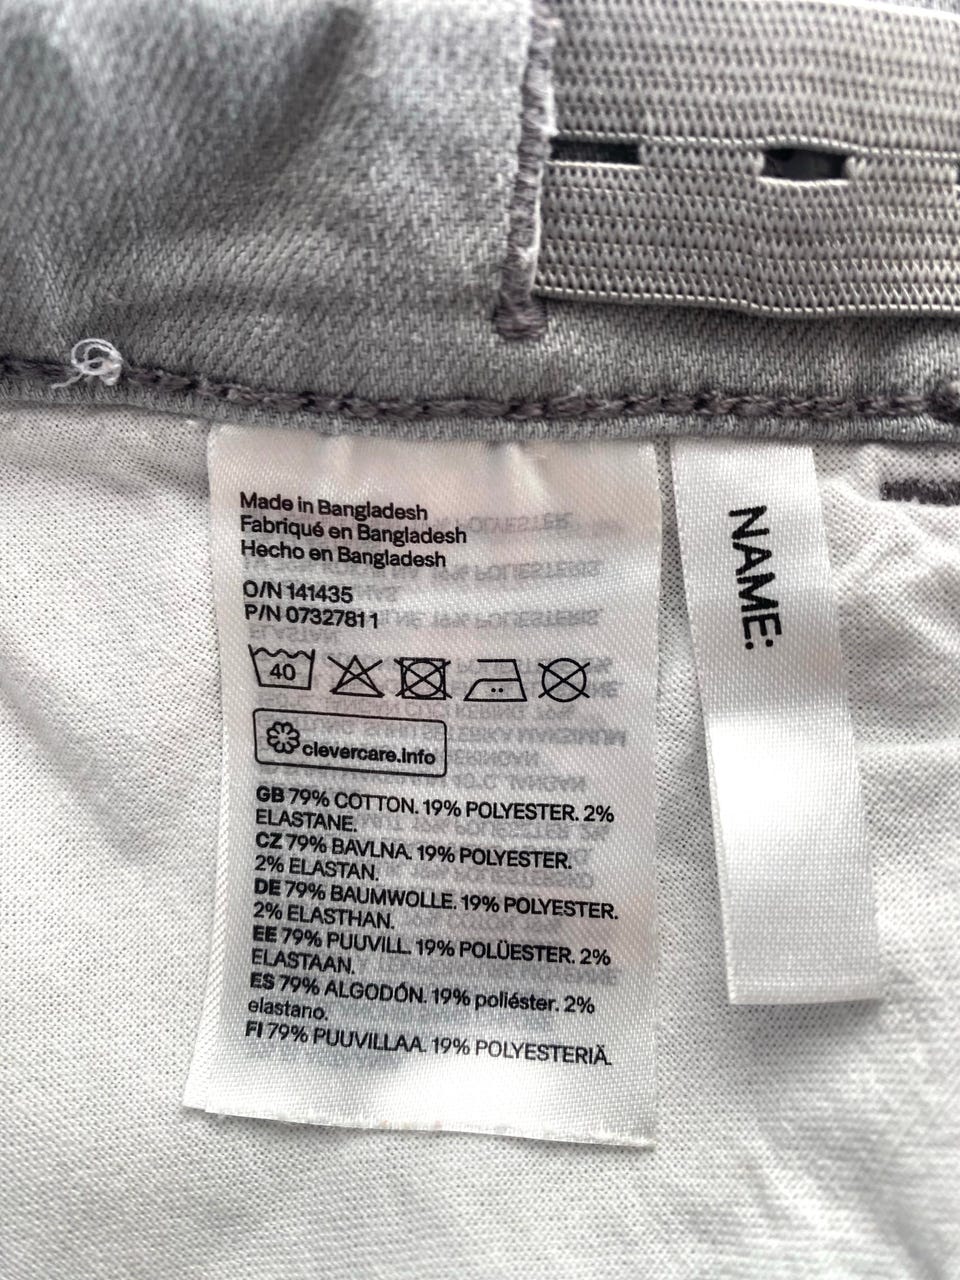 Made in Bangladesh
Fabriqué en Bangladesh
Hecho en Bangladesh
O/N 141435
P/N 07327811
40
clevercare.info
GB 79% COTTON. 19% POLYESTER. 2%
ELASTANE.
CZ 79% BAVLNA. 19% POLYESTER.
2% ELASTAN.
DE 79% BAUMWOLLE. 19% POLYESTER.
2% ELASTHAN.
EE 79% PUUVILL. 19% POLÜESTER. 2%
ELASTAAN.
ES 79% ALGODÓN. 19% poliéster. 2%
elastano.
FI 79% PUUVILLAA. 19% POLYESTERIÄ.
NAME: